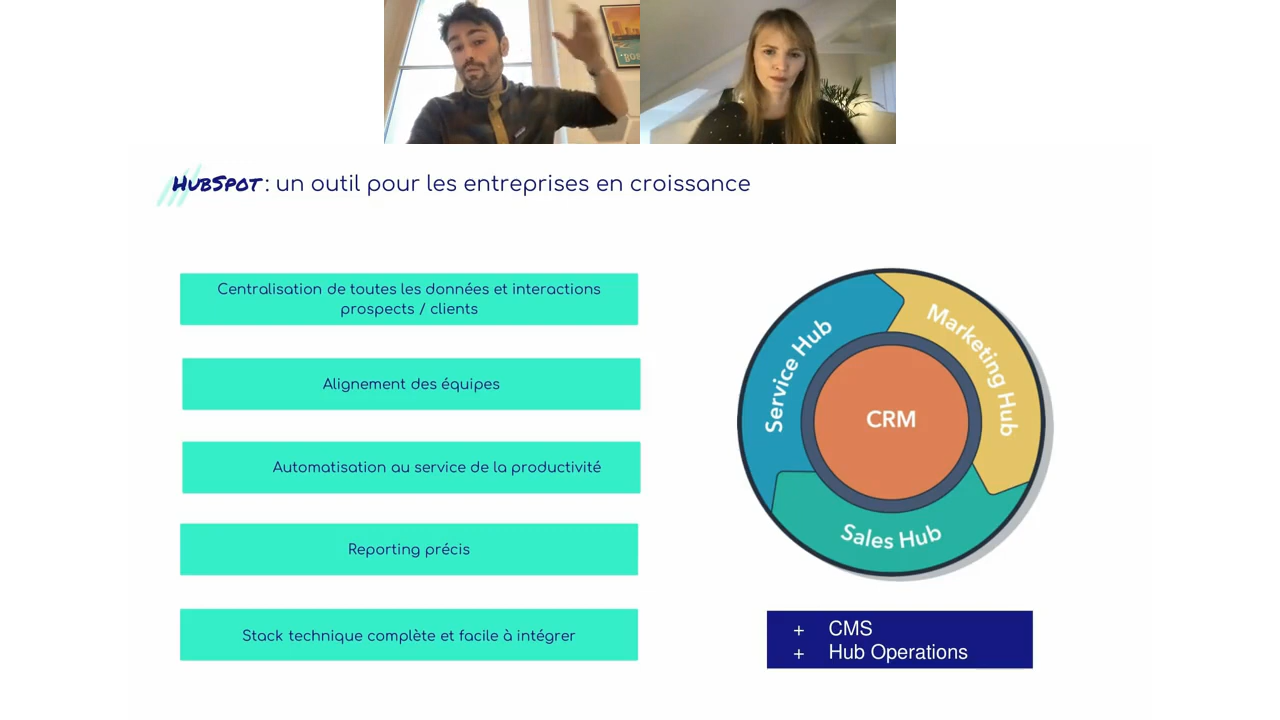 HubSpot : un outil pour les entreprises en croissance
Centralisation de toutes les données et interactions
prospects / clients
Alignement des équipes
Automatisation au service de la productivité
Reporting précis
Stack technique complète et facile à intégrer
Service Hub
Marketing Hub
CRM
Sales Hub
+ CMS
+ Hub Operations